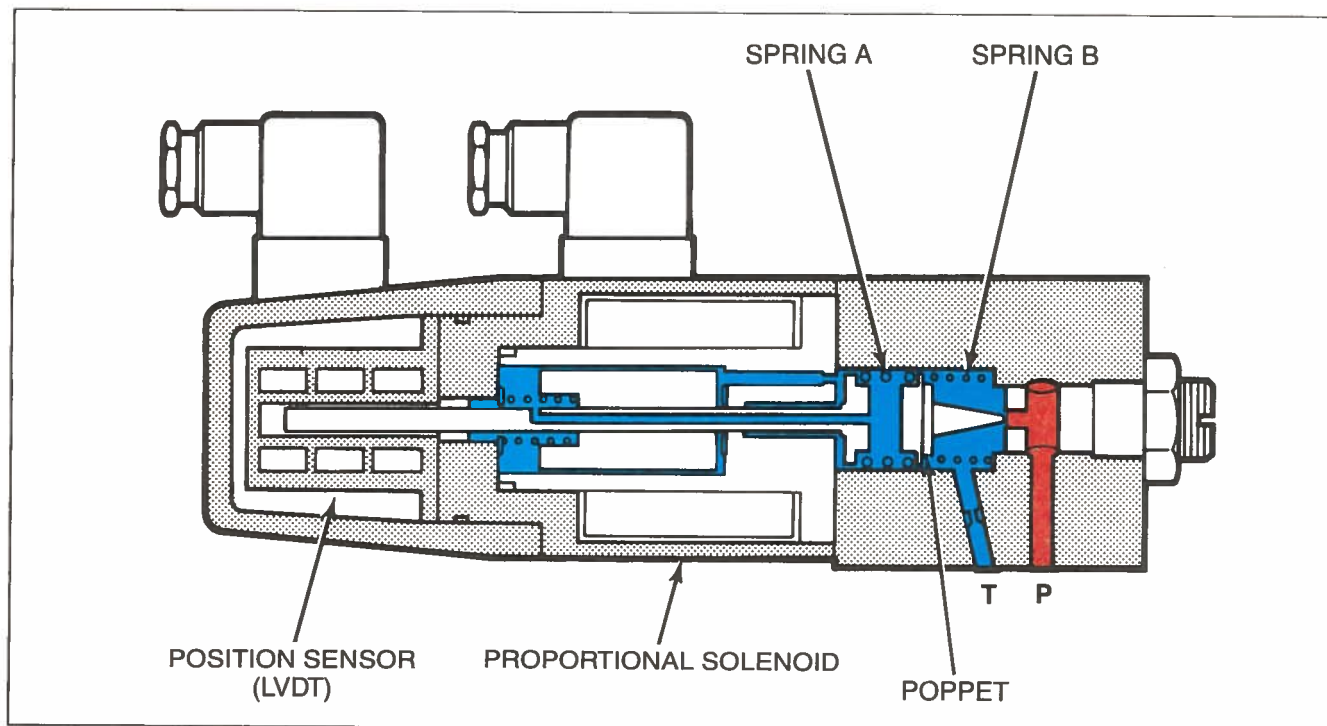 SPRING A
SPRING B
T
P
POSITION SENSOR
(LVDT)
PROPORTIONAL SOLENOID
POPPET